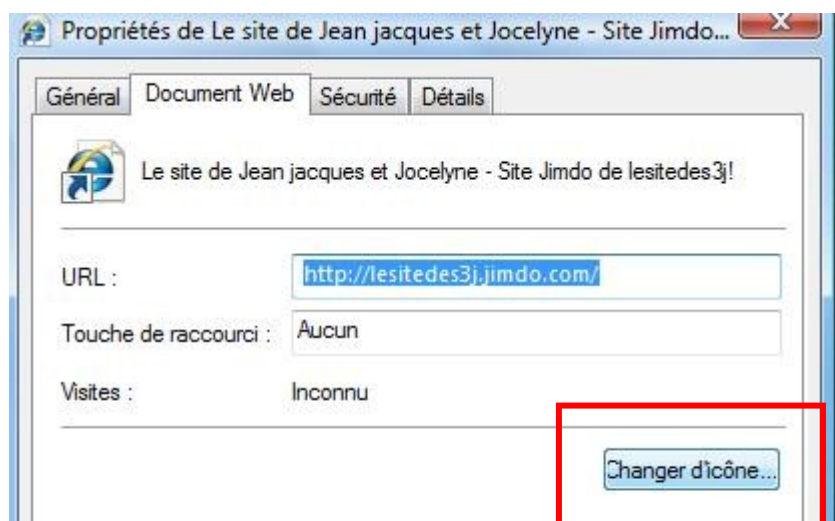 Propriétés de Le site de Jean jacques et Jocelyne - Site Jimdo...
Général Document Web Sécurité Détails
Le site de Jean jacques et Jocelyne - Site Jimdo de lesitedes3j!
URL : http://lesitedes3j.jimdo.com/
Touche de raccourci : Aucun
Visites : Inconnu
Changer d'icône...